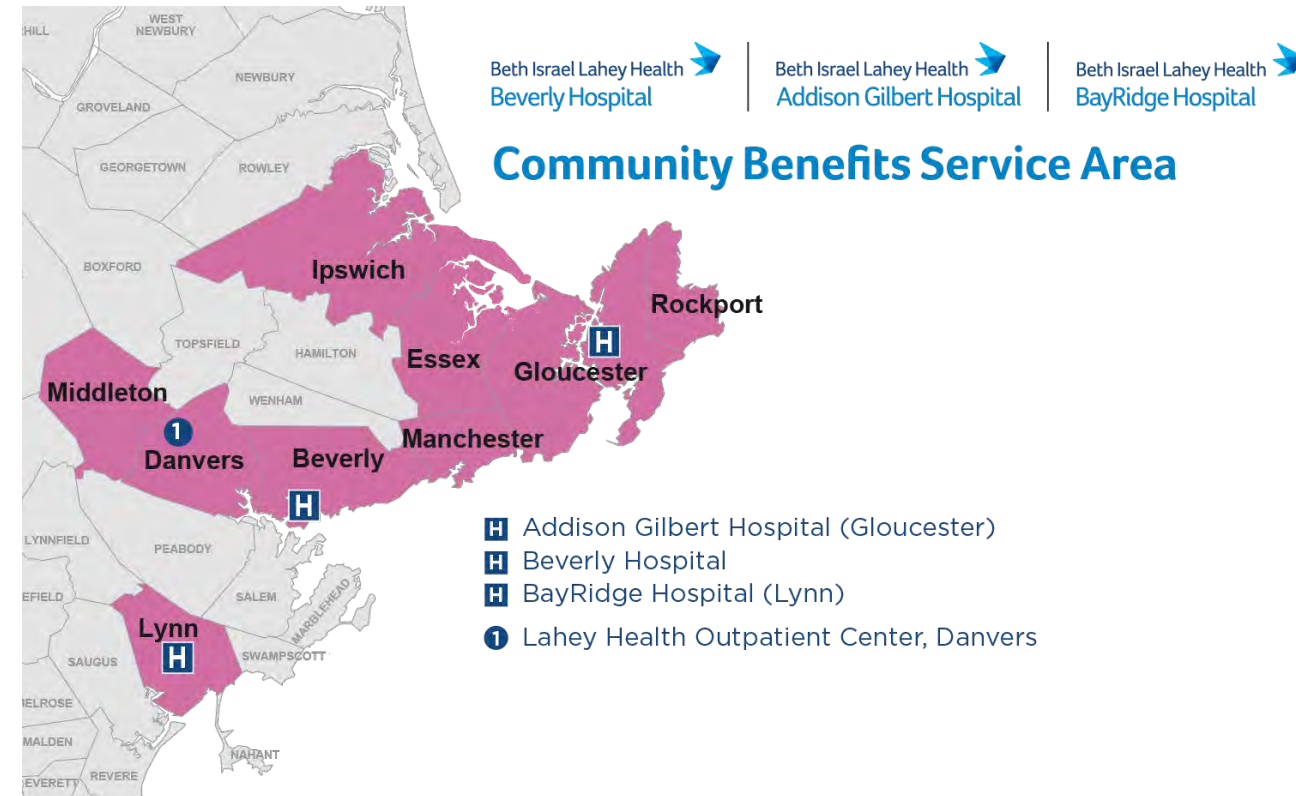 Beth Israel Lahey Health
Beverly Hospital
Beth Israel Lahey Health
Addison Gilbert Hospital
Beth Israel Lahey Health
BayRidge Hospital
Community Benefits Service Area
WEST
NEWBURY
NEWBURY
GROVELAND
GEORGETOWN
ROWLEY
BOXFORD
Ipswich
Rockport
TOPSFIELD
HAMILTON
Essex
H
Gloucester
Middleton
WENHAM
1
Danvers
Beverly
Manchester
H
LYNNFIELD
PEABODY
SALEM
MARBLEHEAD
Lynn
H
SAUGUS
SWAMPSCOTT
MALDEN
NAHANT
REVERE
EVERETT
H Addison Gilbert Hospital (Gloucester)
H Beverly Hospital
H BayRidge Hospital (Lynn)
1 Lahey Health Outpatient Center, Danvers